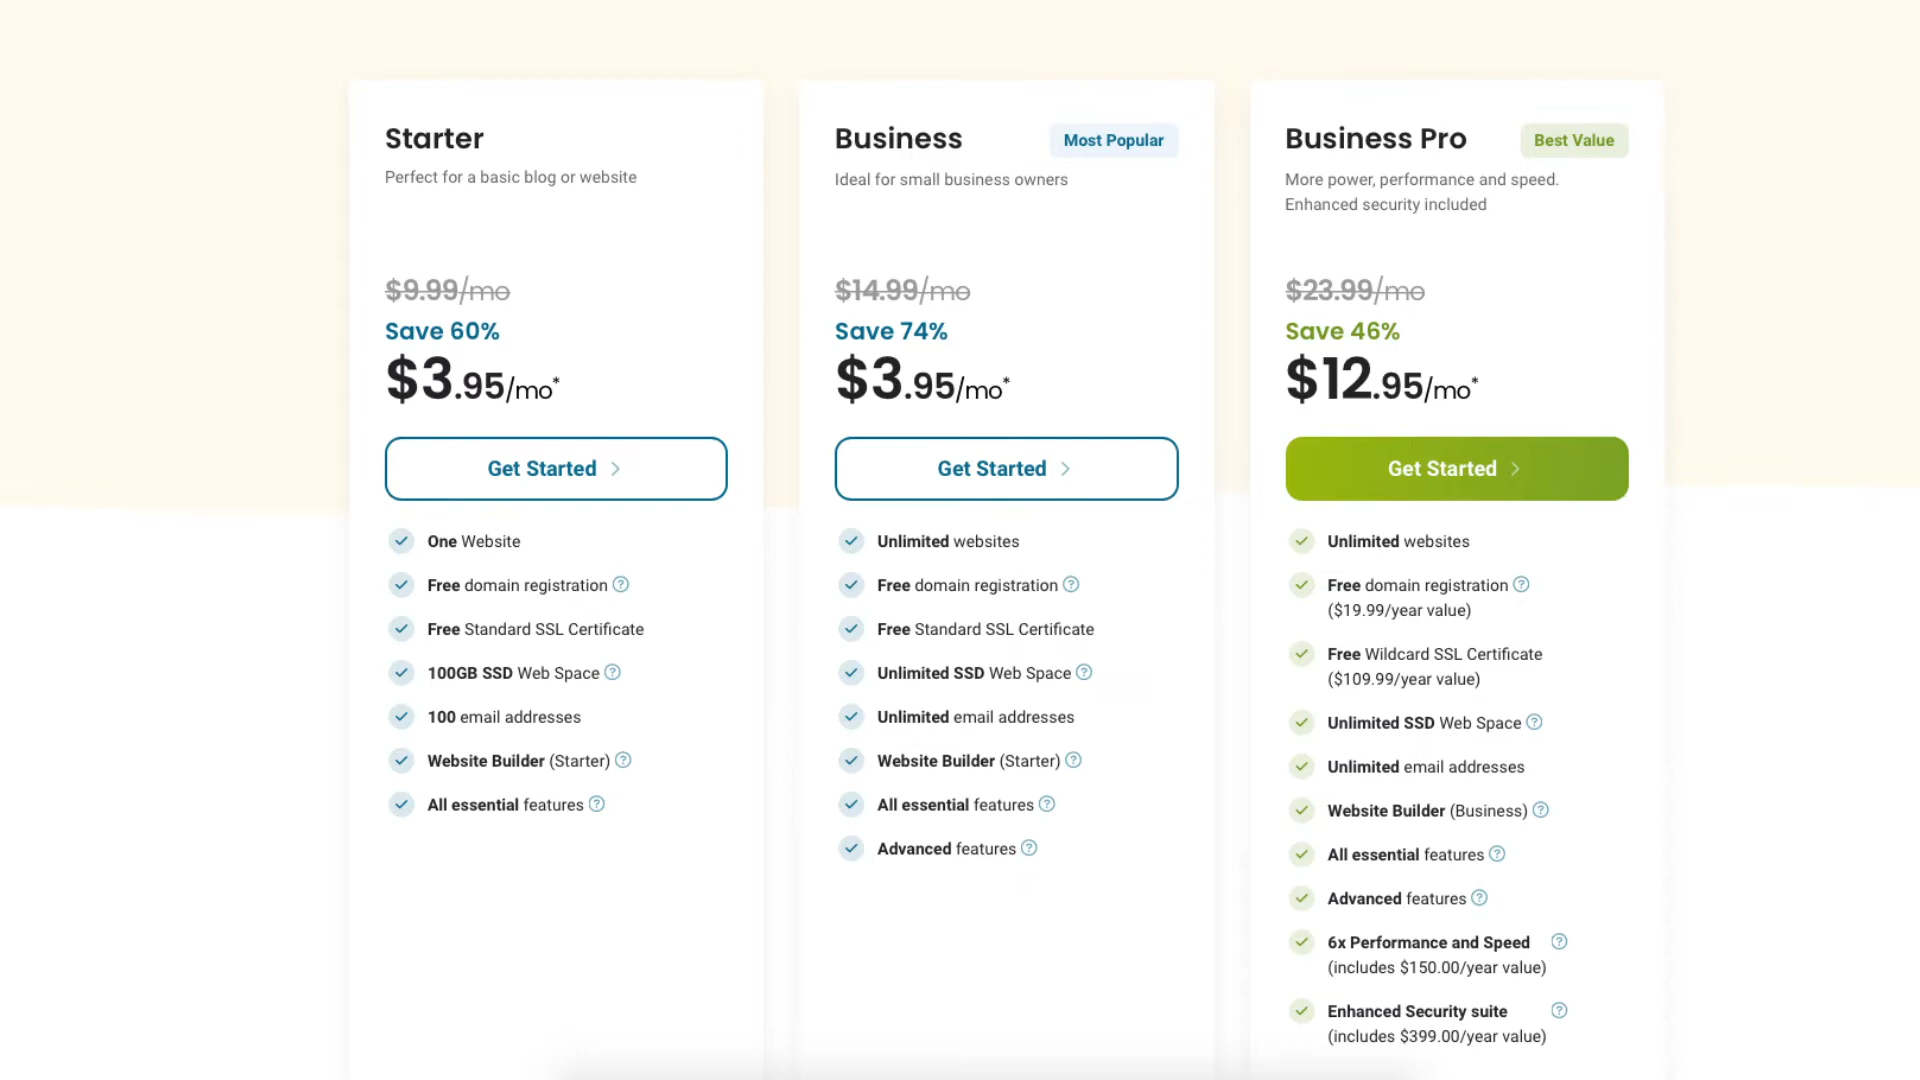 Starter
Perfect for a basic blog or website
$9.99/mo
Save 60%
$3.95/mo*
Get Started
One Website
Free domain registration
Free Standard SSL Certificate
100GB SSD Web Space
100 email addresses
Website Builder (Starter)
All essential features
Business
Most Popular
Ideal for small business owners
$14.99/mo
Save 74%
$3.95/mo*
Get Started
Unlimited websites
Free domain registration
Free Standard SSL Certificate
Unlimited SSD Web Space
Unlimited email addresses
Website Builder (Starter)
All essential features
Advanced features
Business Pro
Best Value
More power, performance and speed.
Enhanced security included
$23.99/mo
Save 46%
$12.95/mo*
Get Started
Unlimited websites
Free domain registration
($19.99/year value)
Free Wildcard SSL Certificate
($109.99/year value)
Unlimited SSD Web Space
Unlimited email addresses
Website Builder (Business)
All essential features
Advanced features
6x Performance and Speed
(includes $150.00/year value)
Enhanced Security suite
(includes $399.00/year value)